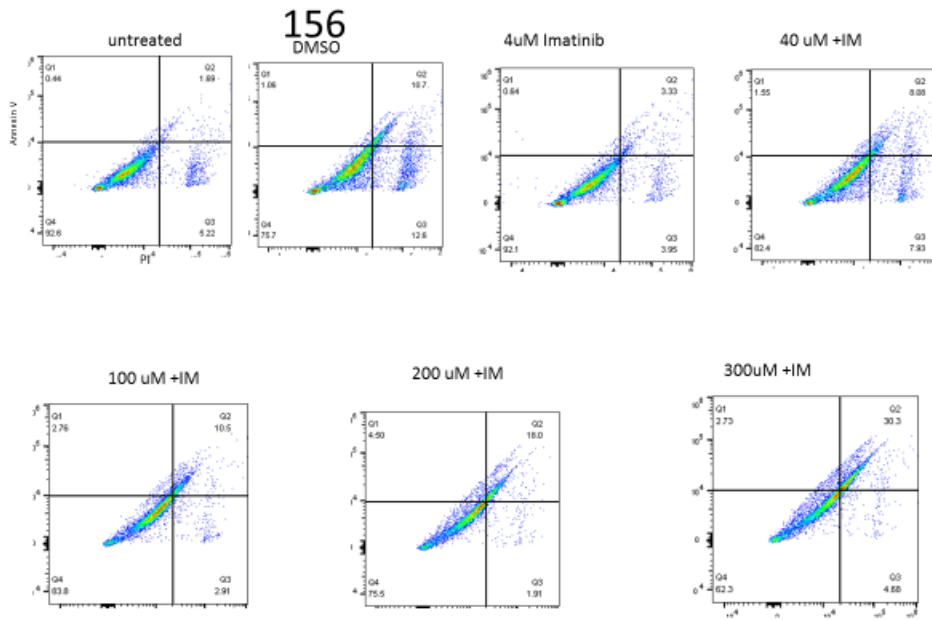 156
untreated
DMSO
4uM Imatinib
40 uM +IM
Q1
0.44
Q2
1.69
Q4
92.6
Q3
5.22
Annexin V
PI
Q1
1.06
Q2
10.7
Q4
75.7
Q3
12.6
Q1
0.64
Q2
3.33
Q4
92.1
Q3
3.95
Q1
1.55
Q2
8.08
Q4
82.4
Q3
7.93
100 uM +IM
200 uM +IM
300uM +IM
Q1
2.76
Q2
10.5
Q4
83.8
Q3
2.91
Q1
4.50
Q2
18.0
Q4
75.5
Q3
1.91
Q1
2.73
Q2
30.3
Q4
62.3
Q3
4.68